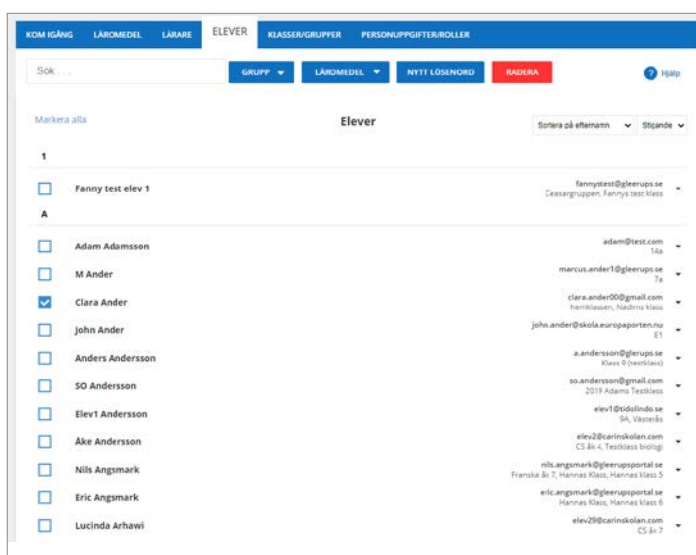 KOM IGÅNG LÄROMEDEL LÄRARE ELEVER KLASSER/GRUPPER PERSONUPPGIFTER/ROLLER
Sök . . . GRUPP LÄROMEDEL NYTT LÖSENORD RADERA ? Hjälp
Markera alla Elever Sortera på efternamn Stigande
1
Fanny test elev 1 fannystest@gleerups.se
Ceasargruppen, Fannys test klass
A
Adam Adamsson adam@test.com
14a
M Ander marcus.ander1@gleerups.se
7a
Clara Ander clara.ander00@gmail.com
herrklassen, Nadims klass
John Ander john.ander@skola.europaporten.nu
E1
Anders Andersson a.andersson@glerups.se
Klass 9 (testklass)
SO Andersson so.andersson@gmail.com
2019 Adams Testklass
Elev1 Andersson elev1@tidolindo.se
9A, Västerås
Åke Andersson elev2@carinskolan.com
CS åk 4, Testklass biologi
Nils Angsmark nils.angsmark@gleerupsportal.se
Franska åk 7, Hannas Klass, Hannas klass 5
Eric Angsmark eric.angsmark@gleerupsportal.se
Hannas Klass, Hannas klass 6
Lucinda Arhawi elev29@carinskolan.com
CS åk 7